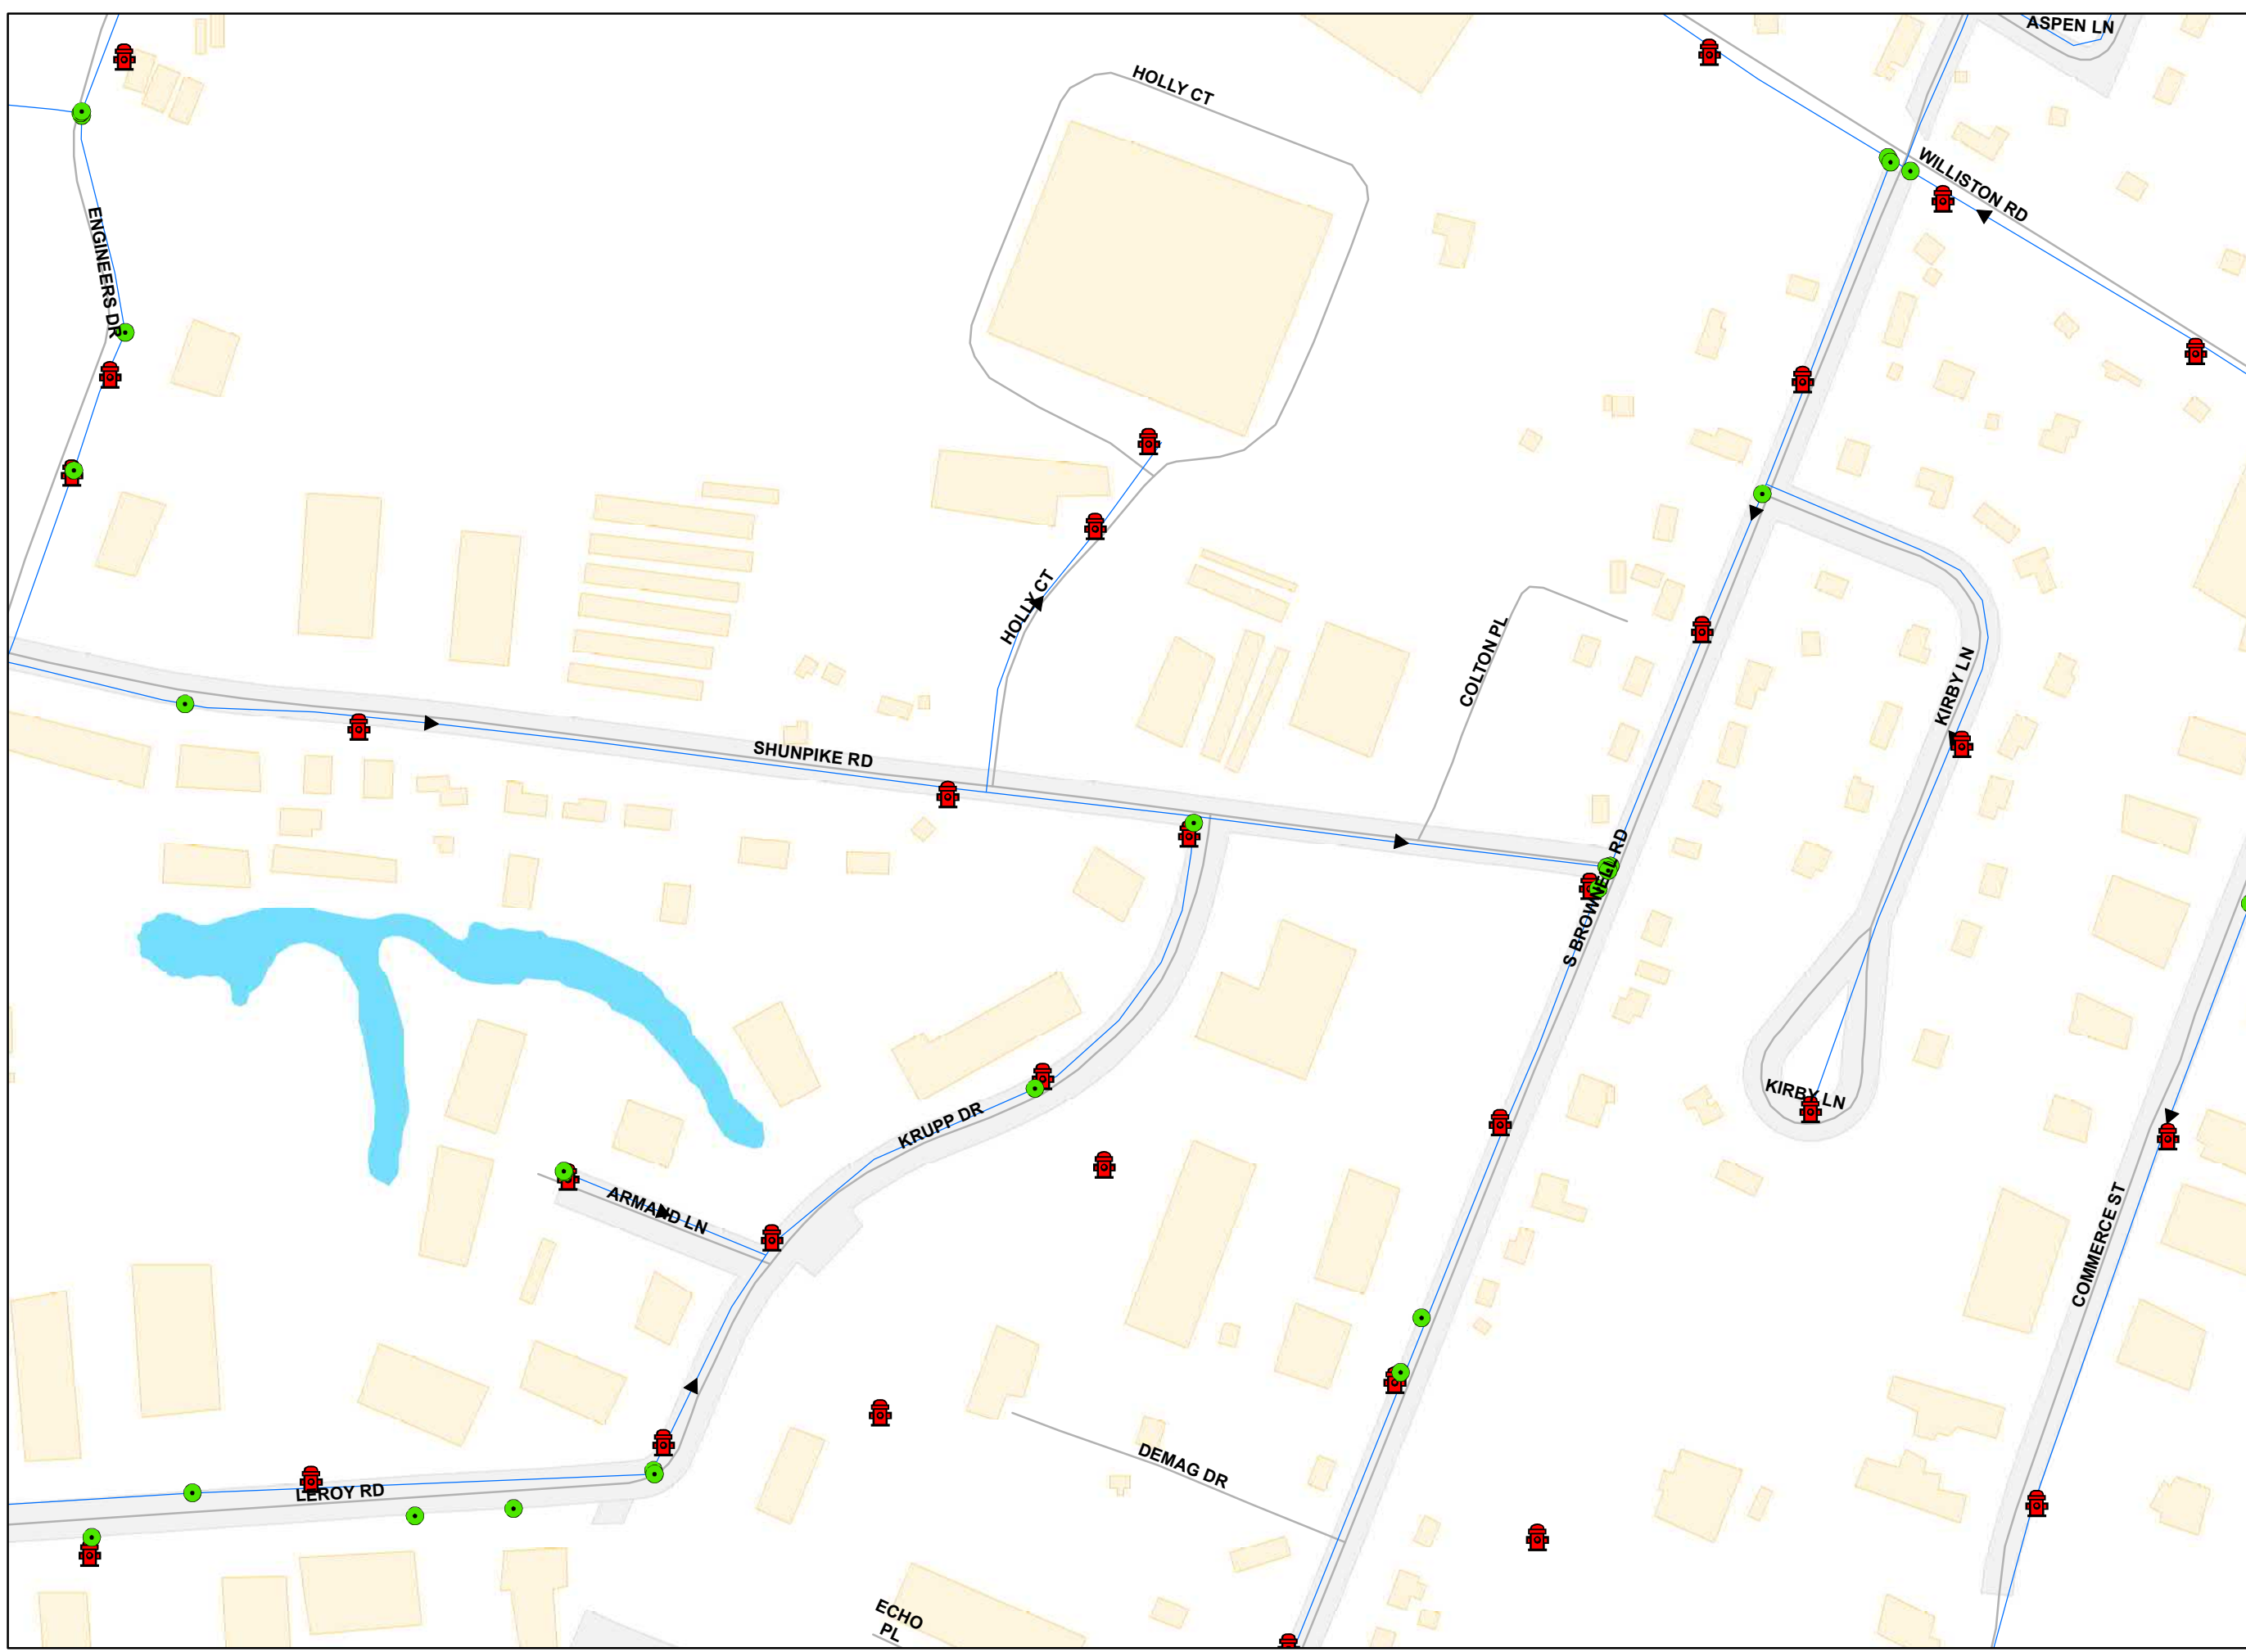 ASPEN LN
HOLLY CT
WILLISTON RD
ENGINEERS DR
HOLLY CT
COLTON PL
KIRBY LN
SHUNPIKE RD
S BROWNELL RD
KIRBY LN
KRUPP DR
ARMAND LN
COMMERCE ST
DEMAG DR
LEROY RD
ECHO
PL